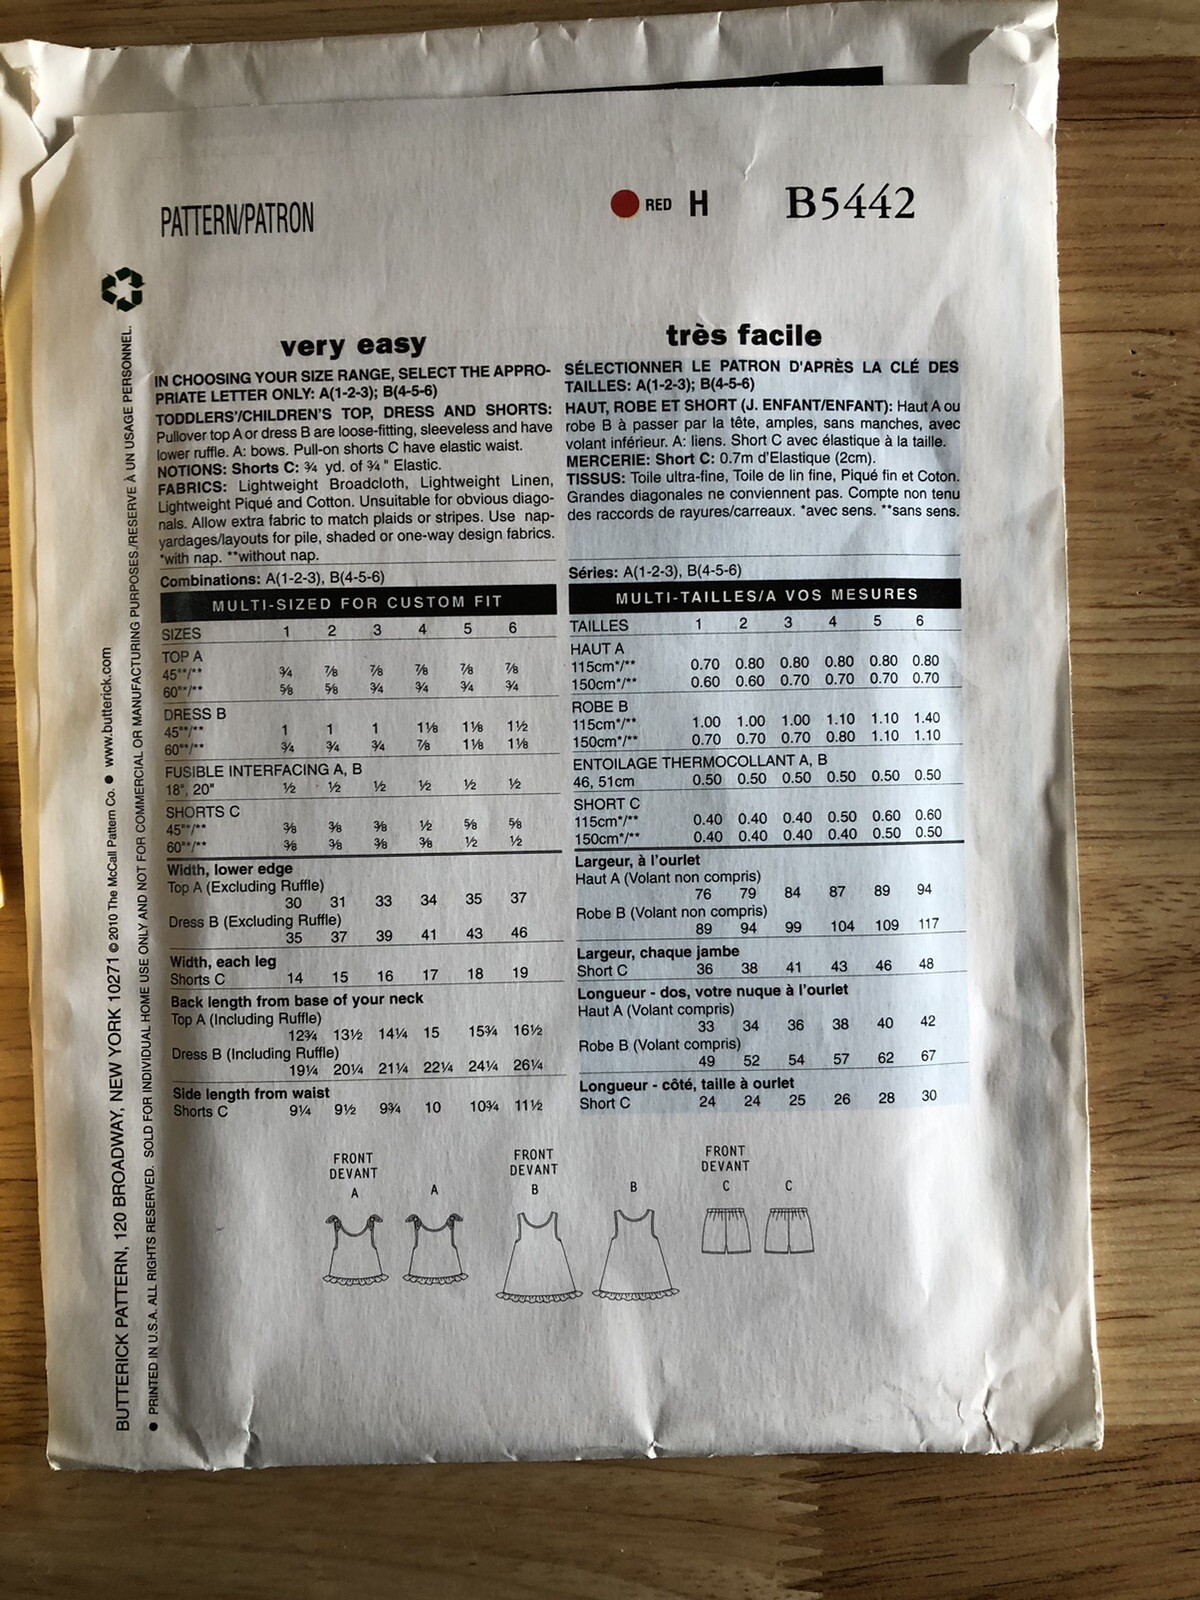 PATTERN/PATRON
RED H B5442
very easy
IN CHOOSING YOUR SIZE RANGE, SELECT THE APPRO-
PRIATE LETTER ONLY: A(1-2-3); B(4-5-6)
TODDLERS'/CHILDREN'S TOP, DRESS AND SHORTS:
Pullover top A or dress B are loose-fitting, sleeveless and have
lower ruffle. A: bows. Pull-on shorts C have elastic waist.
NOTIONS: Shorts C: ¾ yd. of ¾" Elastic.
FABRICS: Lightweight Broadcloth, Lightweight Linen,
Lightweight Piqué and Cotton. Unsuitable for obvious diago-
nals. Allow extra fabric to match plaids or stripes. Use nap-
yardages/layouts for pile, shaded or one-way design fabrics.
*with nap. **without nap.
Combinations: A(1-2-3), B(4-5-6)
MULTI-SIZED FOR CUSTOM FIT
SIZES 1 2 3 4 5 6
TOP A
45"*/** ¾ ⅞ ⅞ ⅞ ⅞ ⅞
60"*/** ⅝ ⅝ ¾ ¾ ¾ ¾
DRESS B
45"*/** 1 1 1 1⅛ 1⅛ 1½
60"*/** ¾ ¾ ¾ ⅞ 1⅛ 1⅛
FUSIBLE INTERFACING A, B
18", 20" ½ ½ ½ ½ ½ ½
SHORTS C
45"*/** ⅜ ⅜ ⅜ ½ ⅝ ⅝
60"*/** ⅜ ⅜ ⅜ ⅜ ½ ½
Width, lower edge
Top A (Excluding Ruffle)
30 31 33 34 35 37
Dress B (Excluding Ruffle)
35 37 39 41 43 46
Width, each leg
Shorts C 14 15 16 17 18 19
Back length from base of your neck
Top A (Including Ruffle)
12¾ 13½ 14¼ 15 15¾ 16½
Dress B (Including Ruffle)
19¼ 20¼ 21¼ 22¼ 24¼ 26¼
Side length from waist
Shorts C 9¼ 9½ 9¾ 10 10¾ 11½
très facile
SÉLECTIONNER LE PATRON D'APRÈS LA CLÉ DES
TAILLES: A(1-2-3); B(4-5-6)
HAUT, ROBE ET SHORT (J. ENFANT/ENFANT): Haut A ou
robe B à passer par la tête, amples, sans manches, avec
volant inférieur. A: liens. Short C avec élastique à la taille.
MERCERIE: Short C: 0.7m d'Elastique (2cm).
TISSUS: Toile ultra-fine, Toile de lin fine, Piqué fin et Coton.
Grandes diagonales ne conviennent pas. Compte non tenu
des raccords de rayures/carreaux. *avec sens. **sans sens.
Séries: A(1-2-3), B(4-5-6)
MULTI-TAILLES/A VOS MESURES
TAILLES 1 2 3 4 5 6
HAUT A
115cm*/** 0.70 0.80 0.80 0.80 0.80 0.80
150cm*/** 0.60 0.60 0.70 0.70 0.70 0.70
ROBE B
115cm*/** 1.00 1.00 1.00 1.10 1.10 1.40
150cm*/** 0.70 0.70 0.70 0.80 1.10 1.10
ENTOILAGE THERMOCOLLANT A, B
46, 51cm 0.50 0.50 0.50 0.50 0.50 0.50
SHORT C
115cm*/** 0.40 0.40 0.40 0.50 0.60 0.60
150cm*/** 0.40 0.40 0.40 0.40 0.50 0.50
Largeur, à l'ourlet
Haut A (Volant non compris)
76 79 84 87 89 94
Robe B (Volant non compris)
89 94 99 104 109 117
Largeur, chaque jambe
Short C 36 38 41 43 46 48
Longueur - dos, votre nuque à l'ourlet
Haut A (Volant compris)
33 34 36 38 40 42
Robe B (Volant compris)
49 52 54 57 62 67
Longueur - côté, taille à ourlet
Short C 24 24 25 26 28 30
FRONT FRONT FRONT
DEVANT DEVANT DEVANT
A A B B C C
BUTTERICK PATTERN, 120 BROADWAY, NEW YORK 10271 © 2010 The McCall Pattern Co. ● www.butterick.com
● PRINTED IN U.S.A. ALL RIGHTS RESERVED. SOLD FOR INDIVIDUAL HOME USE ONLY AND NOT FOR COMMERCIAL OR MANUFACTURING PURPOSES./RESERVE À UN USAGE PERSONNEL.